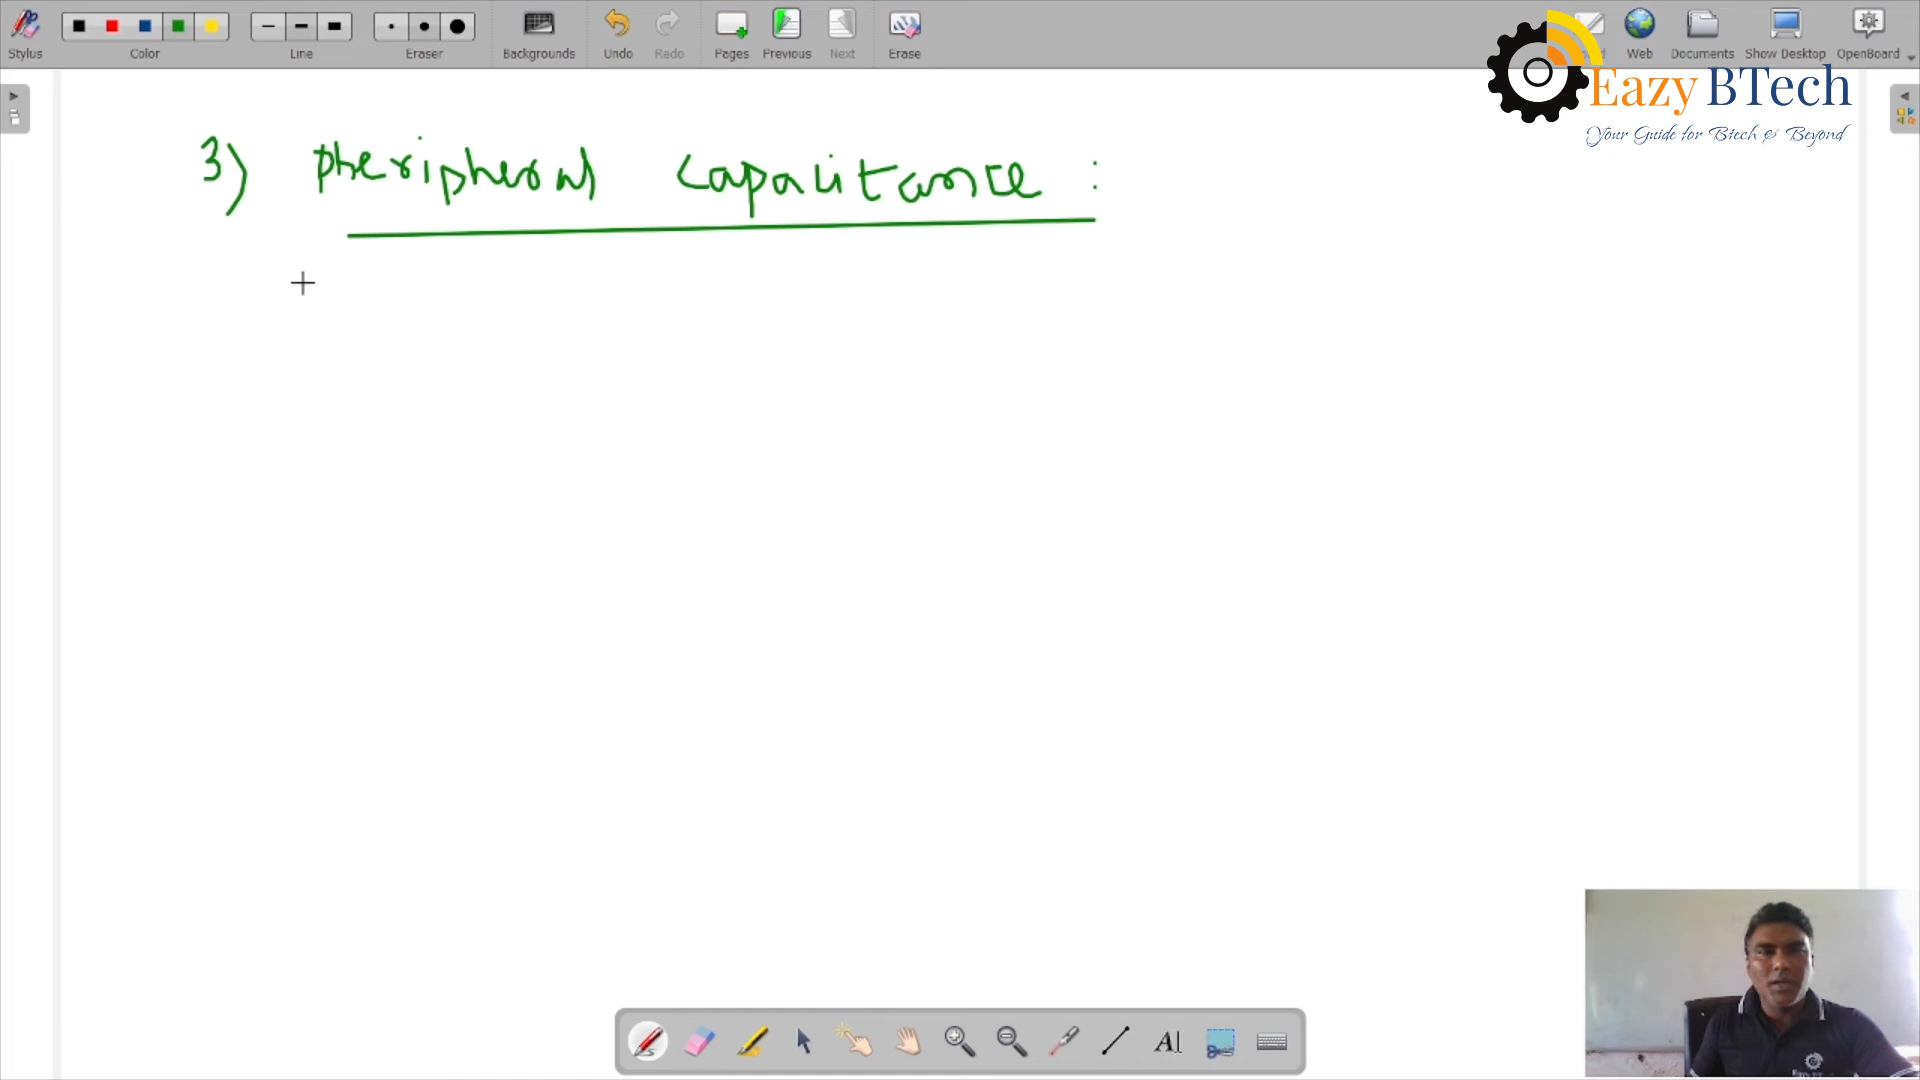 Stylus Color Line Eraser Backgrounds Undo Redo Pages Previous Next Erase Web Documents Show Desktop OpenBoard
Eazy BTech
Your Guide for Btech & Beyond
3) Pheripheral capacitance :